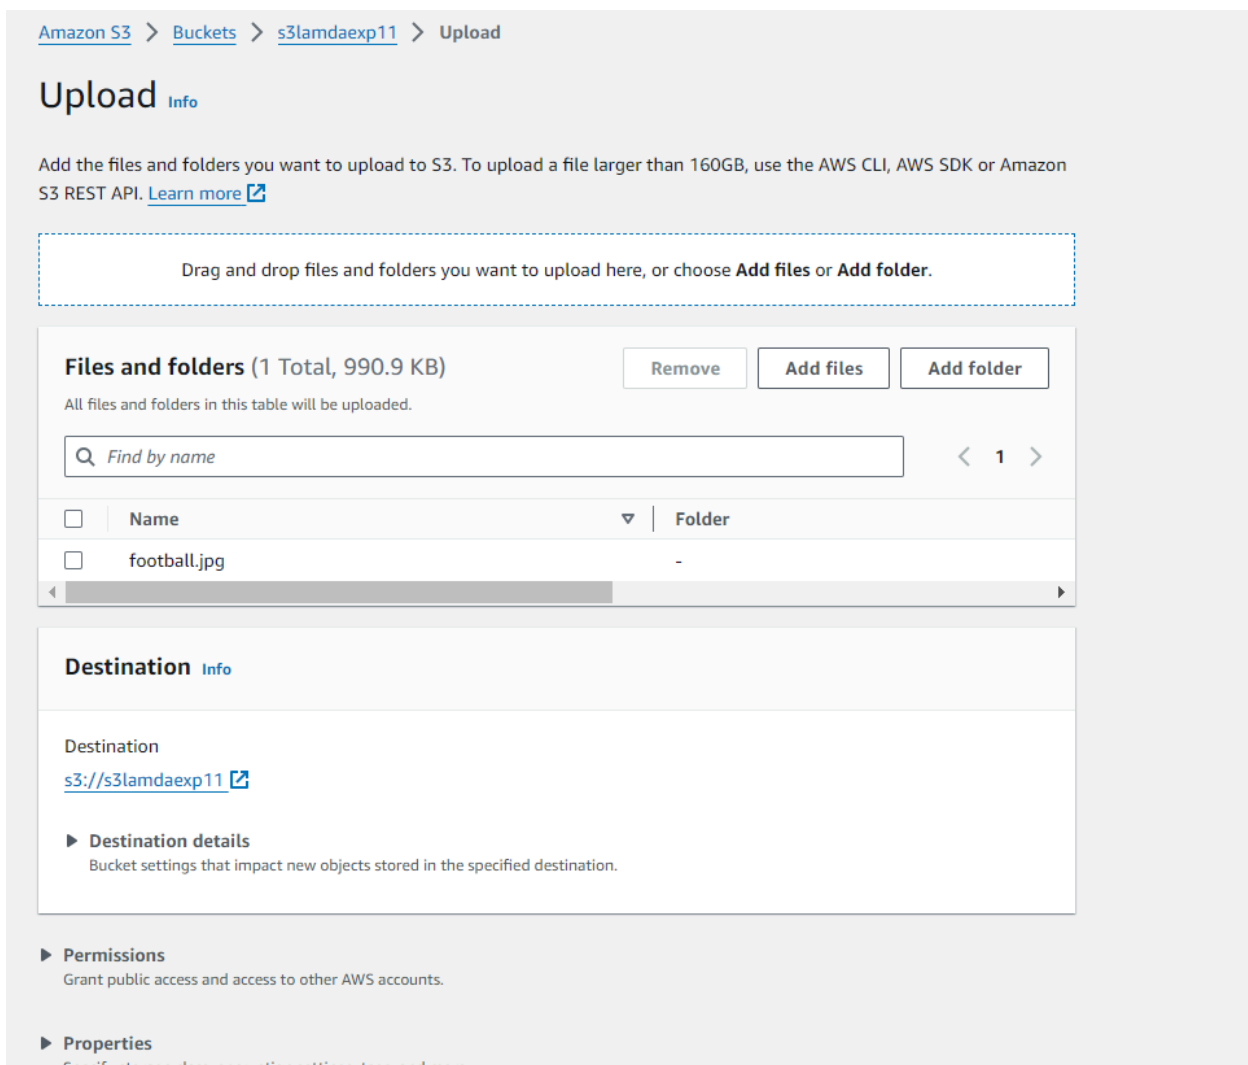 Amazon S3 > Buckets > s3lamdaexp11 > Upload
Upload Info
Add the files and folders you want to upload to S3. To upload a file larger than 160GB, use the AWS CLI, AWS SDK or Amazon
S3 REST API. Learn more
Drag and drop files and folders you want to upload here, or choose Add files or Add folder.
Files and folders (1 Total, 990.9 KB)
Remove
Add files
Add folder
All files and folders in this table will be uploaded.
Find by name
1
Name
Folder
football.jpg
-
Destination Info
Destination
s3://s3lamdaexp11
Destination details
Bucket settings that impact new objects stored in the specified destination.
Permissions
Grant public access and access to other AWS accounts.
Properties